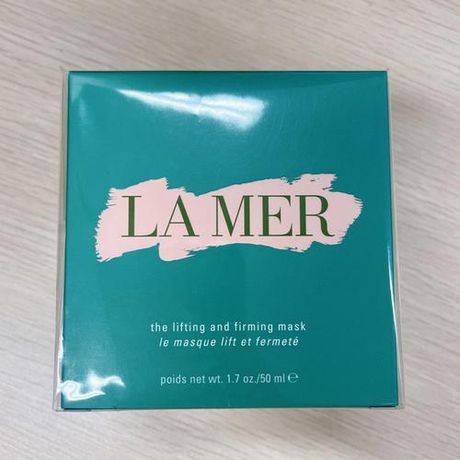 LA MER
the lifting and firming mask
le masque lift et fermeté
poids net wt. 1.7 oz./50 ml ℮